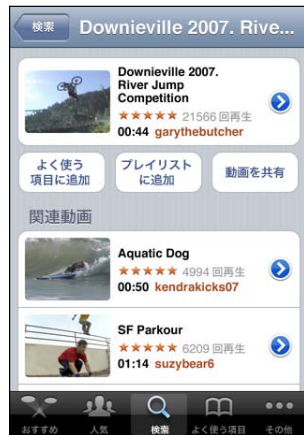 検索
Downieville 2007. Rive...
Downieville 2007.
River Jump
Competition
★★★★★ 21566 回再生
00:44 garythebutcher
よく使う
項目に追加
プレイリスト
に追加
動画を共有
関連動画
Aquatic Dog
★★★★★ 4994 回再生
00:50 kendrakicks07
SF Parkour
★★★★★ 6209 回再生
01:14 suzybear6
おすすめ 人気 検索 よく使う項目 その他